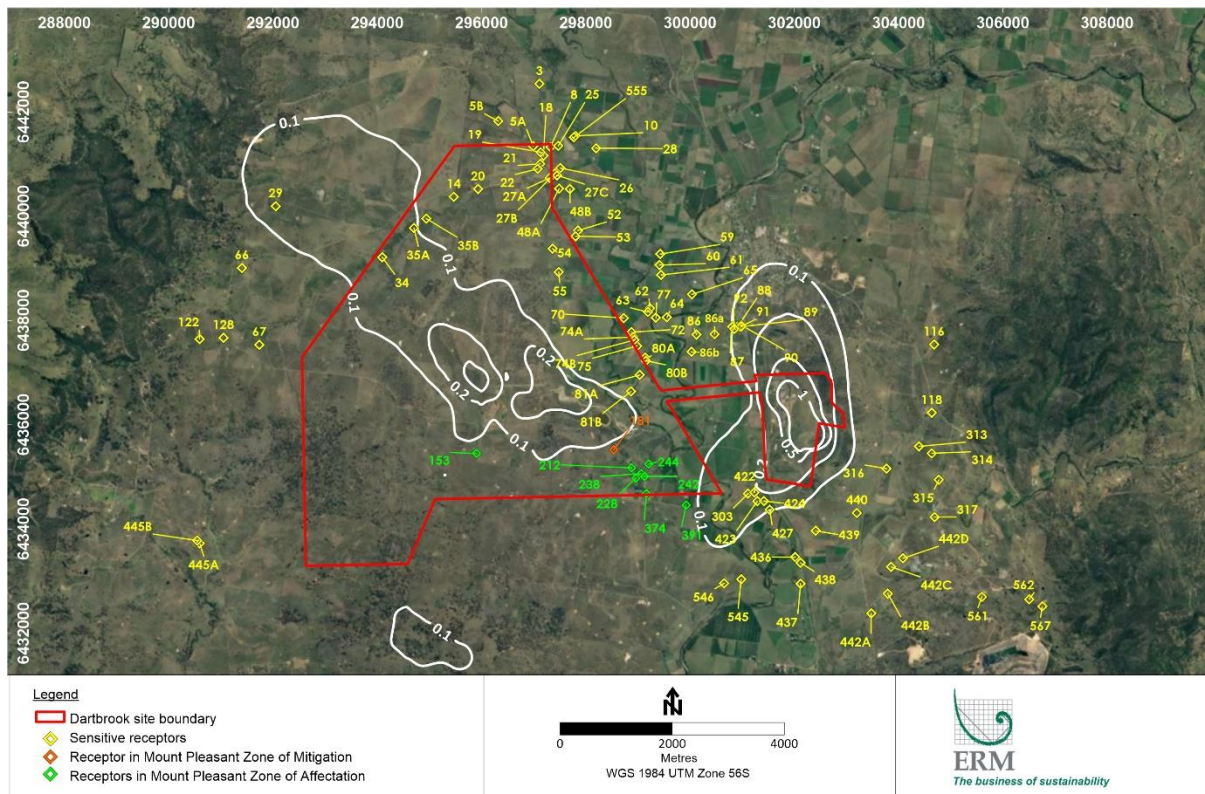 288000 290000 292000 294000 296000 298000 300000 302000 304000 306000 308000
6442000
6440000
6438000
6436000
6434000
6432000
3
5B
5A
18
8
25
555
10
19
28
21
22
20
14
27A
27B
26
27C
48B
48A
52
53
54
55
29
35B
35A
34
66
122
128
67
59
60
61
65
62
77
64
63
70
72
74A
74B
75
80A
80B
81A
81B
86
86a
86b
92
88
91
89
87
90
116
118
313
314
316
315
317
181
153
212
244
238
242
228
374
391
303
422
424
423
427
440
439
436
438
437
546
545
442D
442C
442B
442A
561
562
567
445B
445A
0.1
0.1
0.1
0.1
0.1
0.1
0.1
0.2
0.2
0.2
0.5
1
Legend
Dartbrook site boundary
Sensitive receptors
Receptor in Mount Pleasant Zone of Mitigation
Receptors in Mount Pleasant Zone of Affectation
N
0 2000 4000
Metres
WGS 1984 UTM Zone 56S
ERM
The business of sustainability